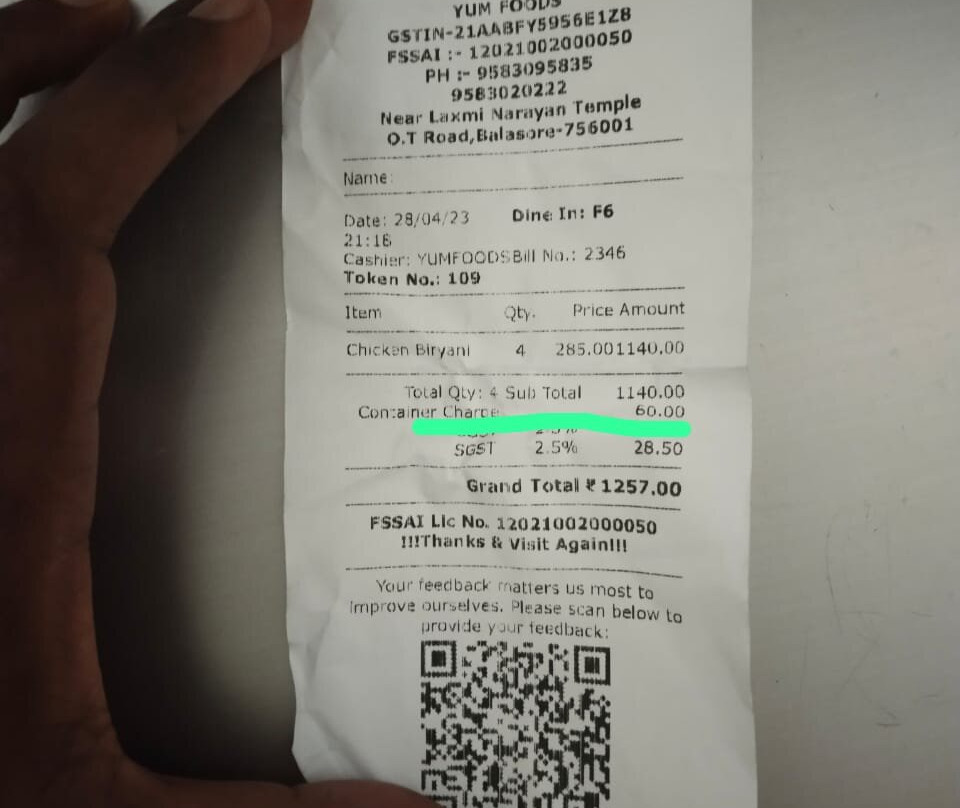 YUM FOODS
GSTIN-21AABFY5956E1Z8
FSSAI :- 12021002000050
PH :- 9583095835
9583020222
Near Laxmi Narayan Temple
O.T Road,Balasore-756001
Name:
Date: 28/04/23 Dine In: F6
21:16
Cashier: YUMFOODSBill No.: 2346
Token No.: 109
Item Qty. Price Amount
Chicken Biryani 4 285.001140.00
Total Qty: 4 Sub Total 1140.00
Container Charge 60.00
SGST 2.5% 28.50
Grand Total ₹ 1257.00
FSSAI Lic No. 12021002000050
!!!Thanks & Visit Again!!!
Your feedback matters us most to
improve ourselves. Please scan below to
provide your feedback: